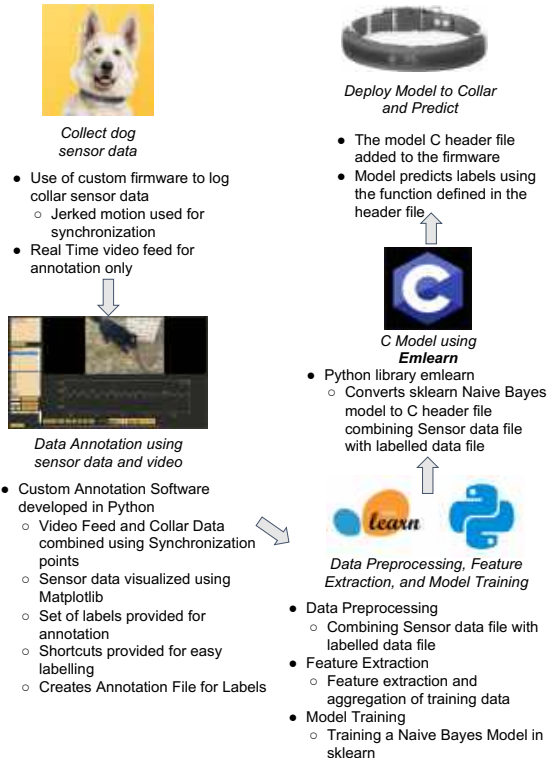 Collect dog
sensor data
● Use of custom firmware to log
collar sensor data
○ Jerked motion used for
synchronization
● Real Time video feed for
annotation only
Data Annotation using
sensor data and video
● Custom Annotation Software
developed in Python
○ Video Feed and Collar Data
combined using Synchronization
points
○ Sensor data visualized using
Matplotlib
○ Set of labels provided for
annotation
○ Shortcuts provided for easy
labelling
○ Creates Annotation File for Labels
learn
Data Preprocessing, Feature
Extraction, and Model Training
● Data Preprocessing
○ Combining Sensor data file with
labelled data file
● Feature Extraction
○ Feature extraction and
aggregation of training data
● Model Training
○ Training a Naive Bayes Model in
sklearn
C
C Model using
Emlearn
● Python library emlearn
○ Converts sklearn Naive Bayes
model to C header file
combining Sensor data file
with labelled data file
Deploy Model to Collar
and Predict
● The model C header file
added to the firmware
● Model predicts labels using
the function defined in the
header file